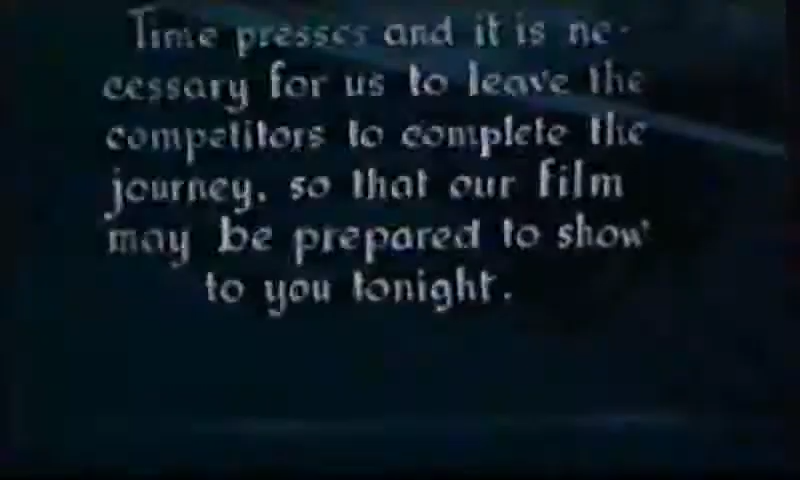 Time presses and it is ne-
cessary for us to leave the
competitors to complete the
journey, so that our film
may be prepared to show
to you tonight.